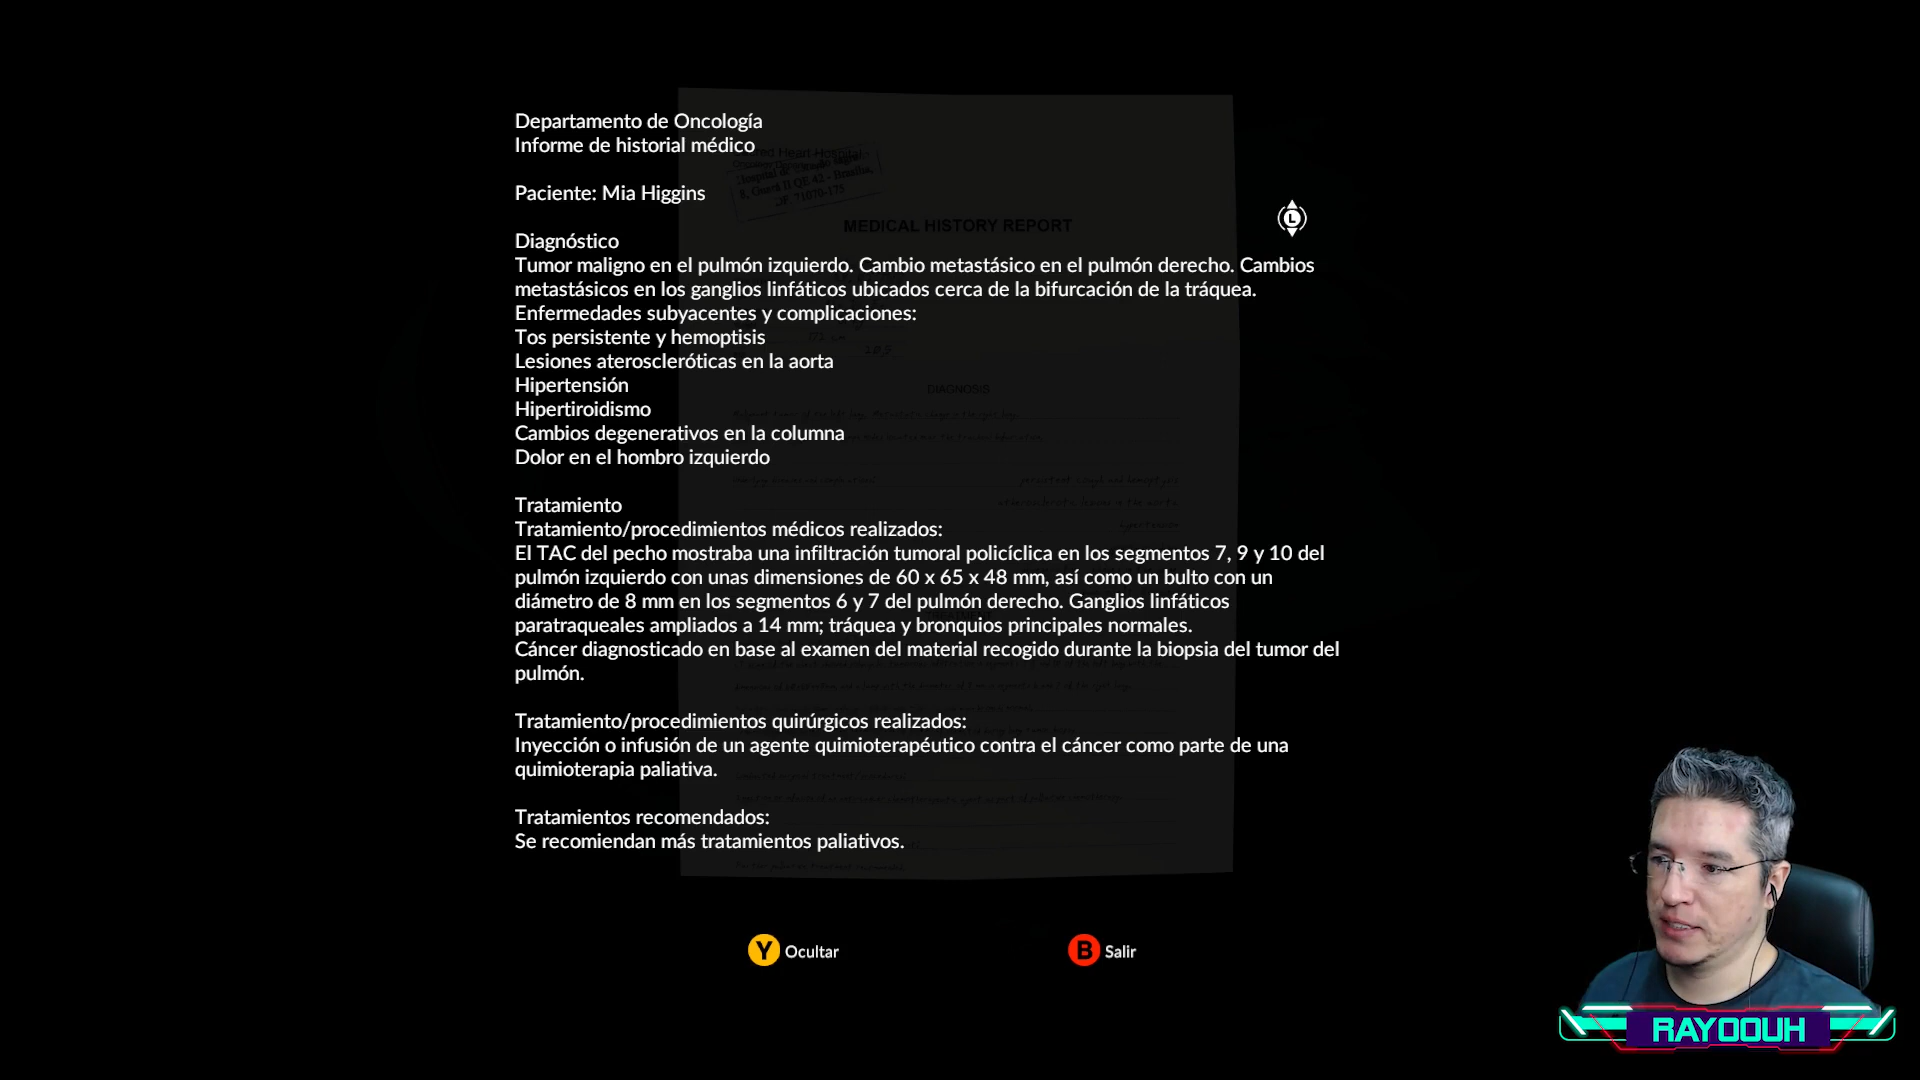 Departamento de Oncología
Informe de historial médico
Paciente: Mia Higgins
MEDICAL HISTORY REPORT
Diagnóstico
Tumor maligno en el pulmón izquierdo. Cambio metastásico en el pulmón derecho. Cambios
metastásicos en los ganglios linfáticos ubicados cerca de la bifurcación de la tráquea.
Enfermedades subyacentes y complicaciones:
Tos persistente y hemoptisis
Lesiones ateroscleróticas en la aorta
Hipertensión
DIAGNOSIS
Hipertiroidismo
Cambios degenerativos en la columna
Dolor en el hombro izquierdo
Tratamiento
Tratamiento/procedimientos médicos realizados:
El TAC del pecho mostraba una infiltración tumoral policíclica en los segmentos 7, 9 y 10 del
pulmón izquierdo con unas dimensiones de 60 x 65 x 48 mm, así como un bulto con un
diámetro de 8 mm en los segmentos 6 y 7 del pulmón derecho. Ganglios linfáticos
paratraqueales ampliados a 14 mm; tráquea y bronquios principales normales.
Cáncer diagnosticado en base al examen del material recogido durante la biopsia del tumor del
pulmón.
Tratamiento/procedimientos quirúrgicos realizados:
Inyección o infusión de un agente quimioterapéutico contra el cáncer como parte de una
quimioterapia paliativa.
Tratamientos recomendados:
Se recomiendan más tratamientos paliativos.
L
Y Ocultar
B Salir
RAYOOUH